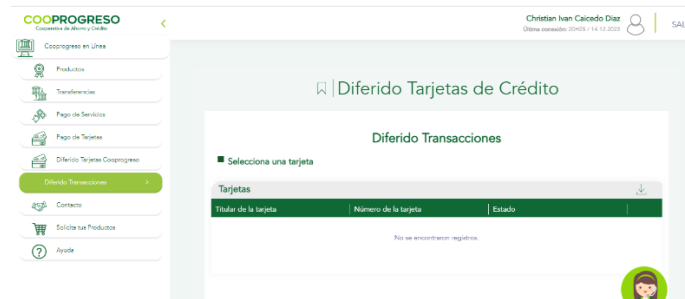 COOPROGRESO
Cooperativa de Ahorro y Crédito
Christian Ivan Caicedo Diaz
Última conexión: 20H05 / 14.12.2023
SAL
Cooprogreso en Línea
Productos
Transferencias
Pago de Servicios
Pago de Tarjetas
Diferido Tarjetas Cooprogreso
Diferido Transacciones
Contacto
Solicita tus Productos
Ayuda
Diferido Tarjetas de Crédito
Diferido Transacciones
Selecciona una tarjeta
Tarjetas
Titular de la tarjeta Número de la tarjeta Estado
No se encontraron registros.